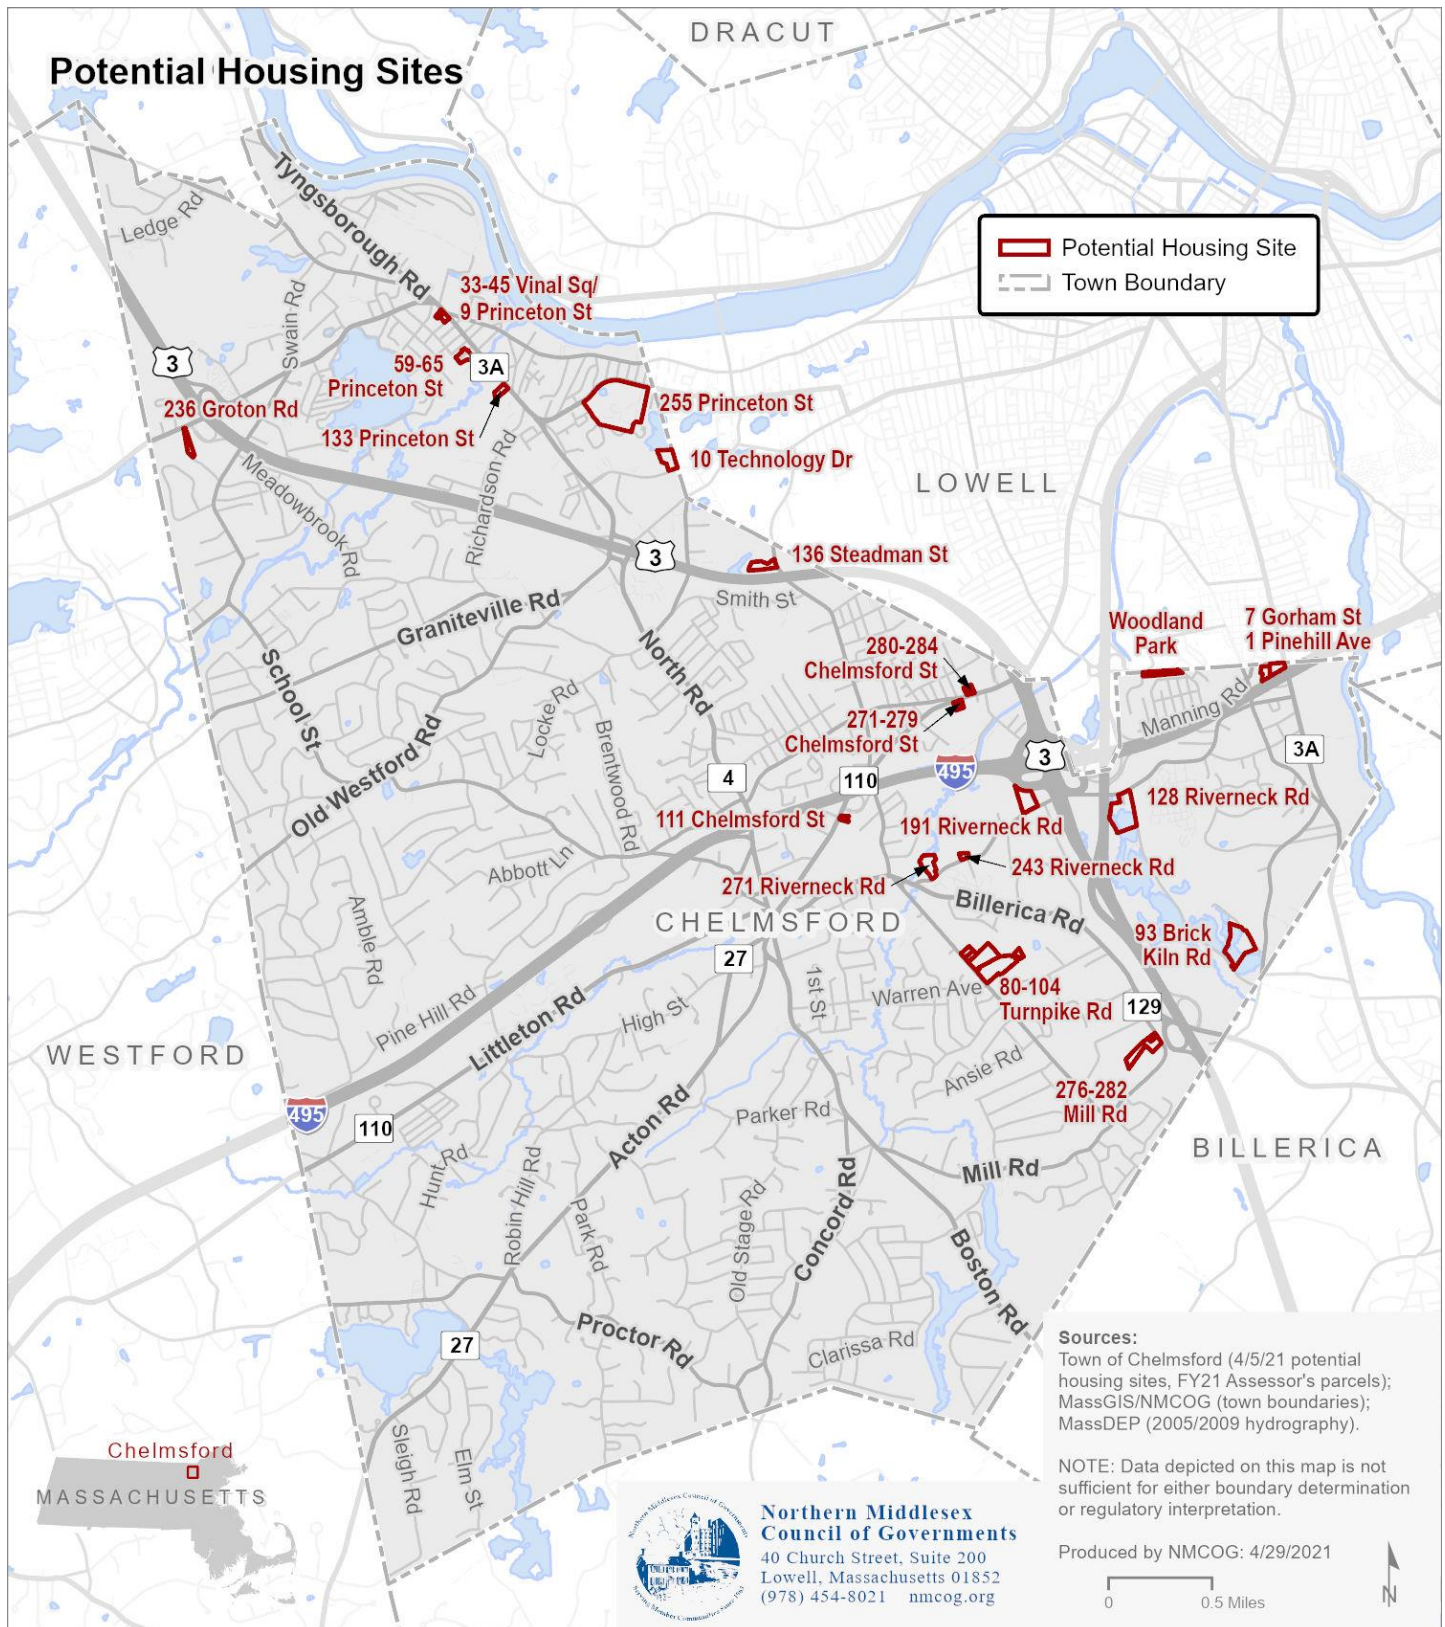 DRACUT
Potential Housing Sites
Tyngsborough Rd
Ledge Rd
Potential Housing Site
Town Boundary
33-45 Vinal Sq/
9 Princeton St
Swain Rd
3
59-65
Princeton St
3A
236 Groton Rd
133 Princeton St
255 Princeton St
10 Technology Dr
LOWELL
Meadowbrook Rd
Richardson Rd
3
136 Steadman St
Smith St
Graniteville Rd
North Rd
School St
280-284
Chelmsford St
Woodland
Park
7 Gorham St
1 Pinehill Ave
Locke Rd
Brentwood Rd
271-279
Chelmsford St
Manning Rd
Old Westford Rd
4
110
495
3
3A
111 Chelmsford St
191 Riverneck Rd
128 Riverneck Rd
Abbott Ln
271 Riverneck Rd
243 Riverneck Rd
Amble Rd
CHELMSFORD
Billerica Rd
93 Brick
Kiln Rd
27
1st St
Warren Ave
80-104
Turnpike Rd
129
Pine Hill Rd
Littleton Rd
High St
WESTFORD
Ansie Rd
276-282
Mill Rd
495
110
Acton Rd
Parker Rd
BILLERICA
Hunt Rd
Robin Hill Rd
Park Rd
Old Stage Rd
Concord Rd
Mill Rd
Boston Rd
27
Proctor Rd
Clarissa Rd
Sleigh Rd
Elm St
Chelmsford
MASSACHUSETTS
Northern Middlesex Council of Governments
Serving Member Communities Since 1963
Northern Middlesex
Council of Governments
40 Church Street, Suite 200
Lowell, Massachusetts 01852
(978) 454-8021 nmcog.org
Sources:
Town of Chelmsford (4/5/21 potential
housing sites, FY21 Assessor's parcels);
MassGIS/NMCOG (town boundaries);
MassDEP (2005/2009 hydrography).
NOTE: Data depicted on this map is not
sufficient for either boundary determination
or regulatory interpretation.
Produced by NMCOG: 4/29/2021
0 0.5 Miles
N